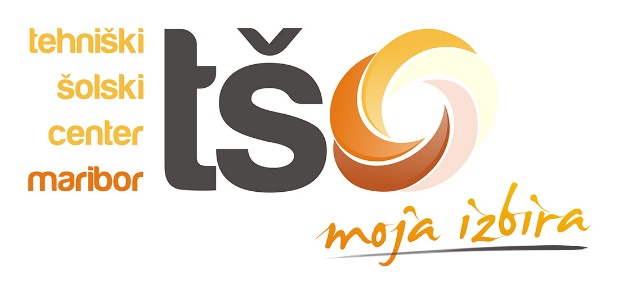 tehniški
šolski
center
maribor
tšc
moja izbira